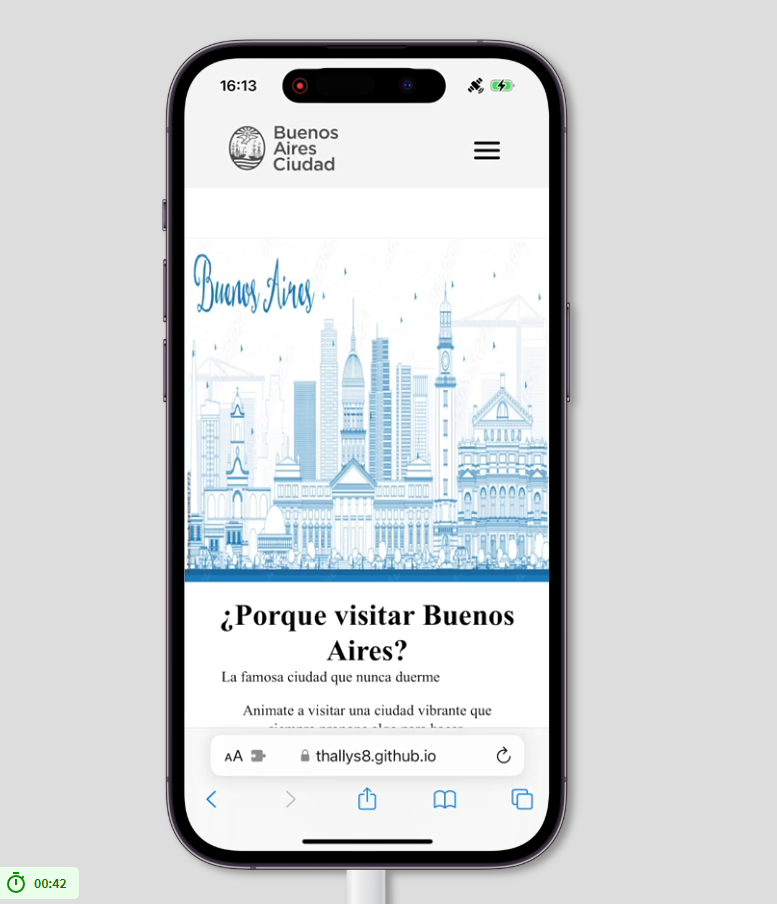 16:13
Buenos
Aires
Ciudad
Buenos Aires
¿Porque visitar Buenos
Aires?
La famosa ciudad que nunca duerme
Animate a visitar una ciudad vibrante que
AA
thallys8.github.io
00:42